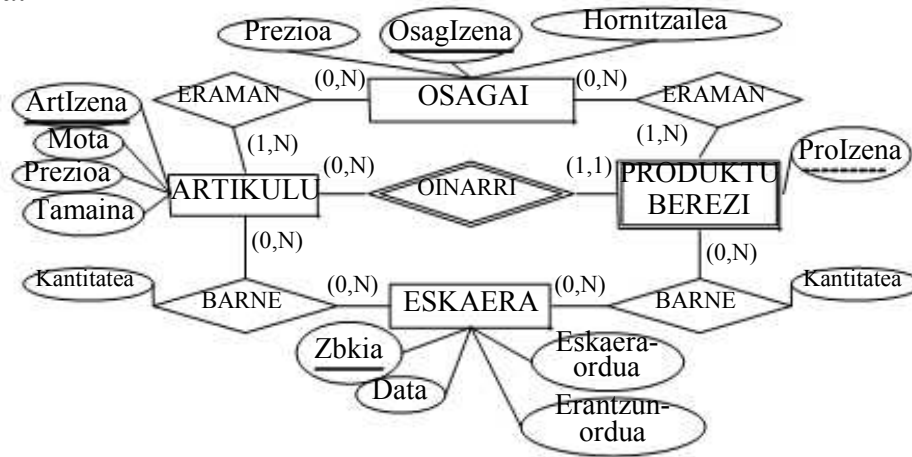 Prezioa
OsagIzena
Hornitzailea
ERAMAN
(0,N)
OSAGAI
(0,N)
ERAMAN
ArtIzena
Mota
Prezioa
Tamaina
(1,N)
(1,N)
ProIzena
ARTIKULU
(0,N)
OINARRI
(1,1)
PRODUKTU
BEREZI
(0,N)
(0,N)
Kantitatea
BARNE
(0,N)
ESKAERA
(0,N)
BARNE
Kantitatea
Zbkia
Data
Eskaera-
ordua
Erantzun-
ordua